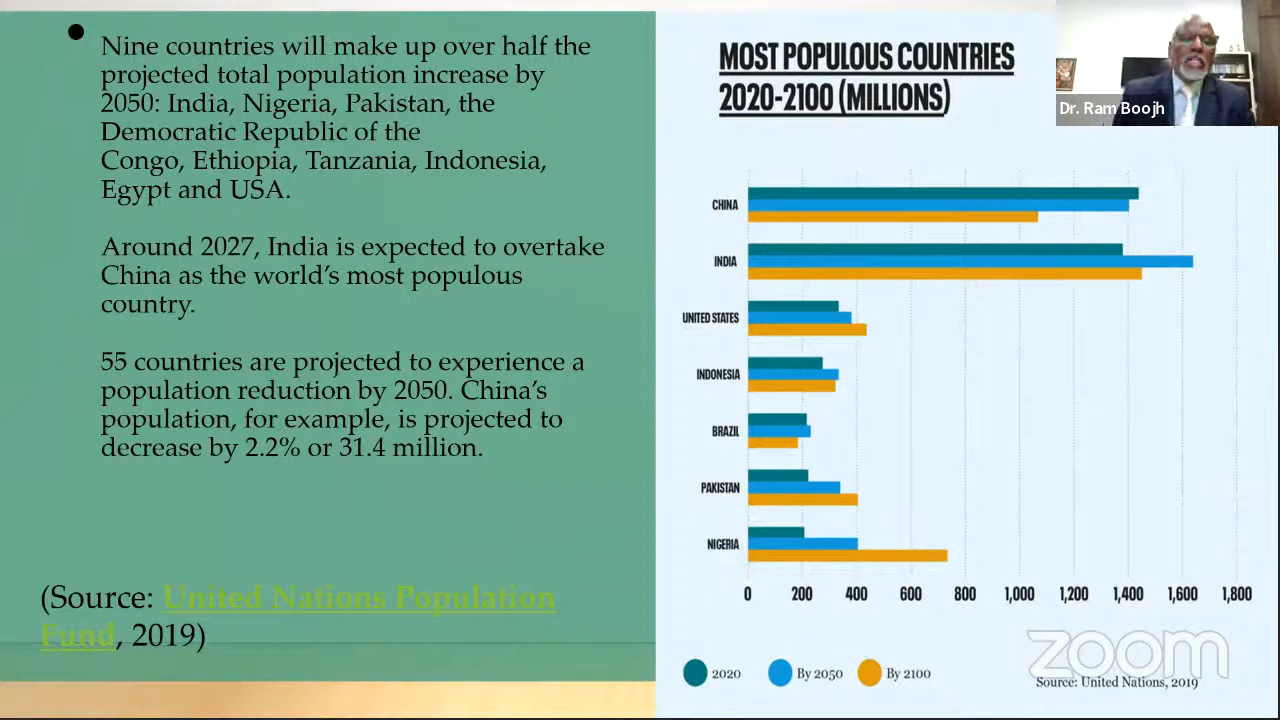 Nine countries will make up over half the
projected total population increase by
2050: India, Nigeria, Pakistan, the
Democratic Republic of the
Congo, Ethiopia, Tanzania, Indonesia,
Egypt and USA.
Around 2027, India is expected to overtake
China as the world's most populous
country.
55 countries are projected to experience a
population reduction by 2050. China's
population, for example, is projected to
decrease by 2.2% or 31.4 million.
(Source: United Nations Population
Fund, 2019)
MOST POPULOUS COUNTRIES
2020-2100 (MILLIONS)
Dr. Ram Boojh
CHINA
INDIA
UNITED STATES
INDONESIA
BRAZIL
PAKISTAN
NIGERIA
0 200 400 600 800 1,000 1,200 1,400 1,600 1,800
2020 By 2050 By 2100
zoom
Source: United Nations, 2019